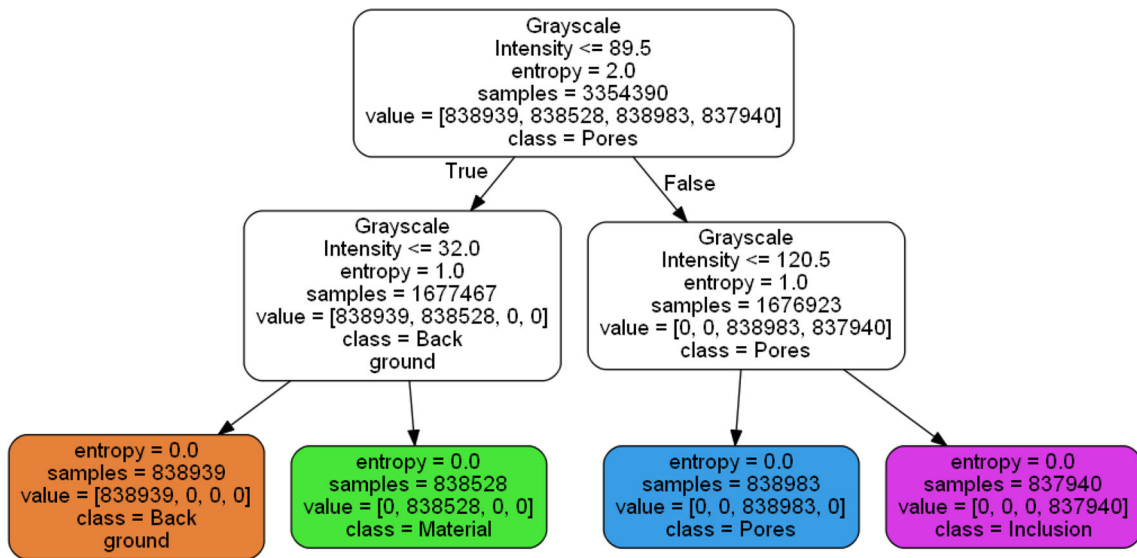 Grayscale
Intensity <= 89.5
entropy = 2.0
samples = 3354390
value = [838939, 838528, 838983, 837940]
class = Pores
True
False
Grayscale
Intensity <= 32.0
entropy = 1.0
samples = 1677467
value = [838939, 838528, 0, 0]
class = Back
ground
Grayscale
Intensity <= 120.5
entropy = 1.0
samples = 1676923
value = [0, 0, 838983, 837940]
class = Pores
entropy = 0.0
samples = 838939
value = [838939, 0, 0, 0]
class = Back
ground
entropy = 0.0
samples = 838528
value = [0, 838528, 0, 0]
class = Material
entropy = 0.0
samples = 838983
value = [0, 0, 838983, 0]
class = Pores
entropy = 0.0
samples = 837940
value = [0, 0, 0, 837940]
class = Inclusion